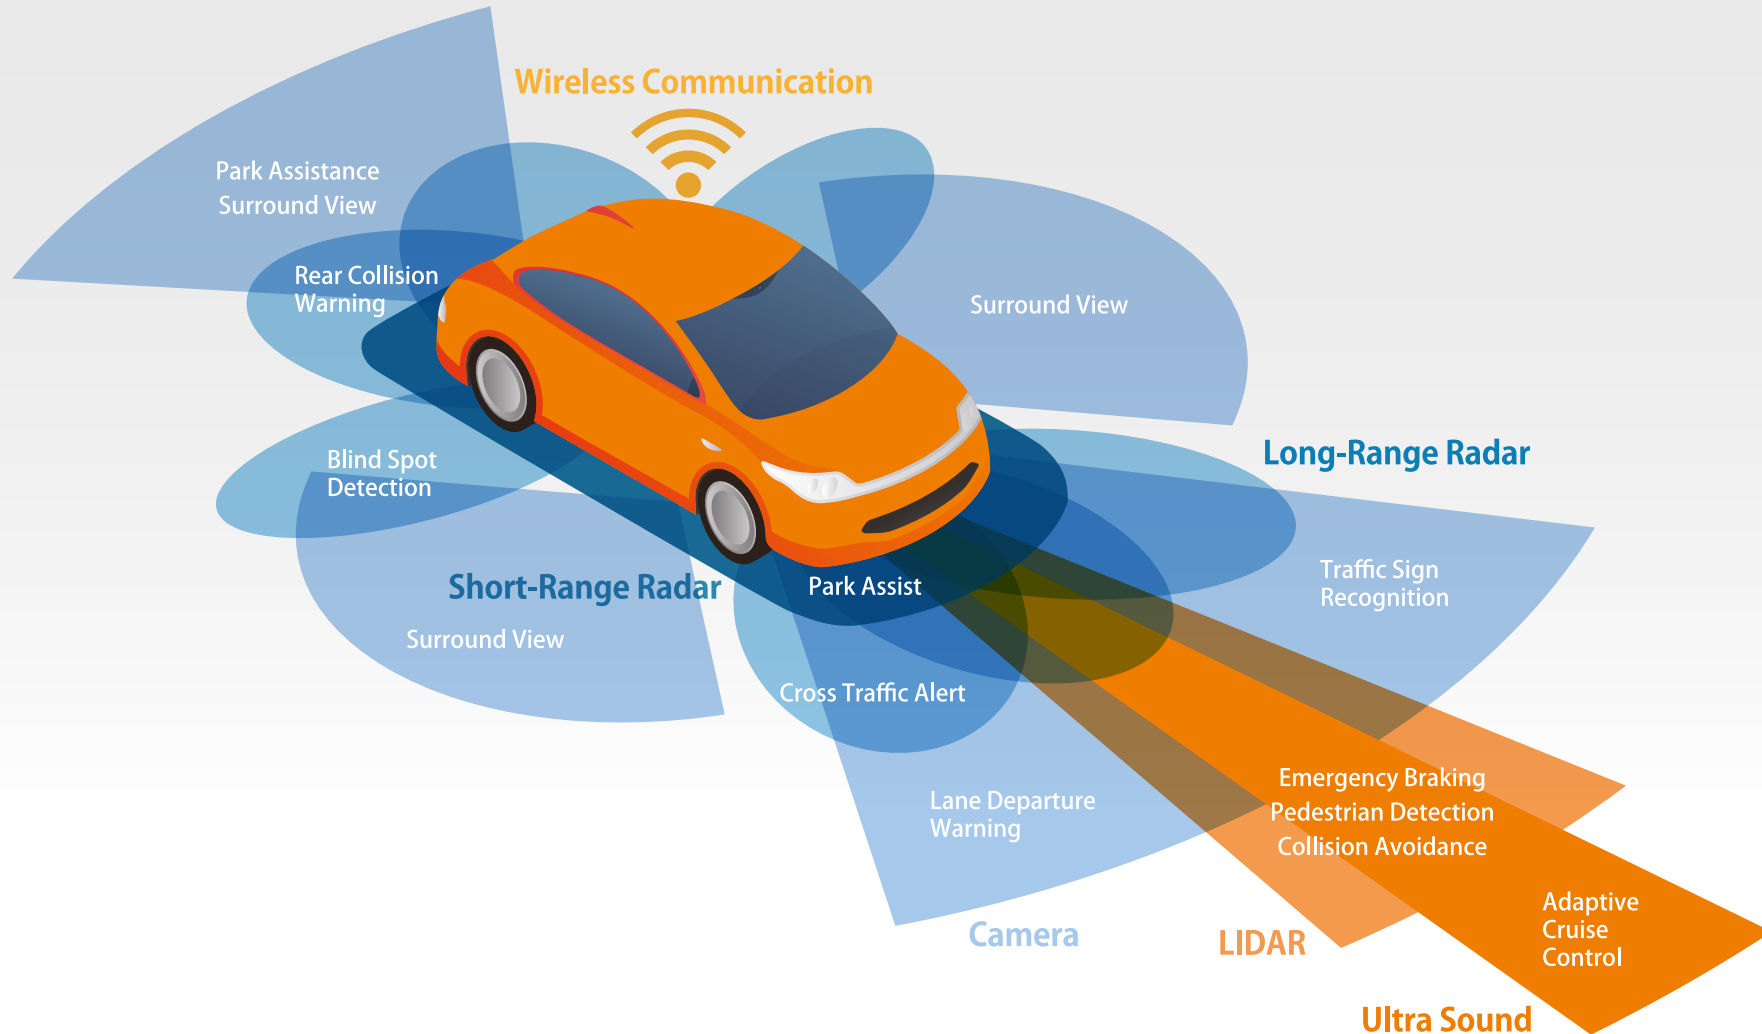 Wireless Communication
Park Assistance
Surround View
Rear Collision
Warning
Surround View
Long-Range Radar
Blind Spot
Detection
Traffic Sign
Recognition
Short-Range Radar
Park Assist
Surround View
Cross Traffic Alert
Emergency Braking
Pedestrian Detection
Collision Avoidance
Lane Departure
Warning
Adaptive
Cruise
Control
Camera
LIDAR
Ultra Sound